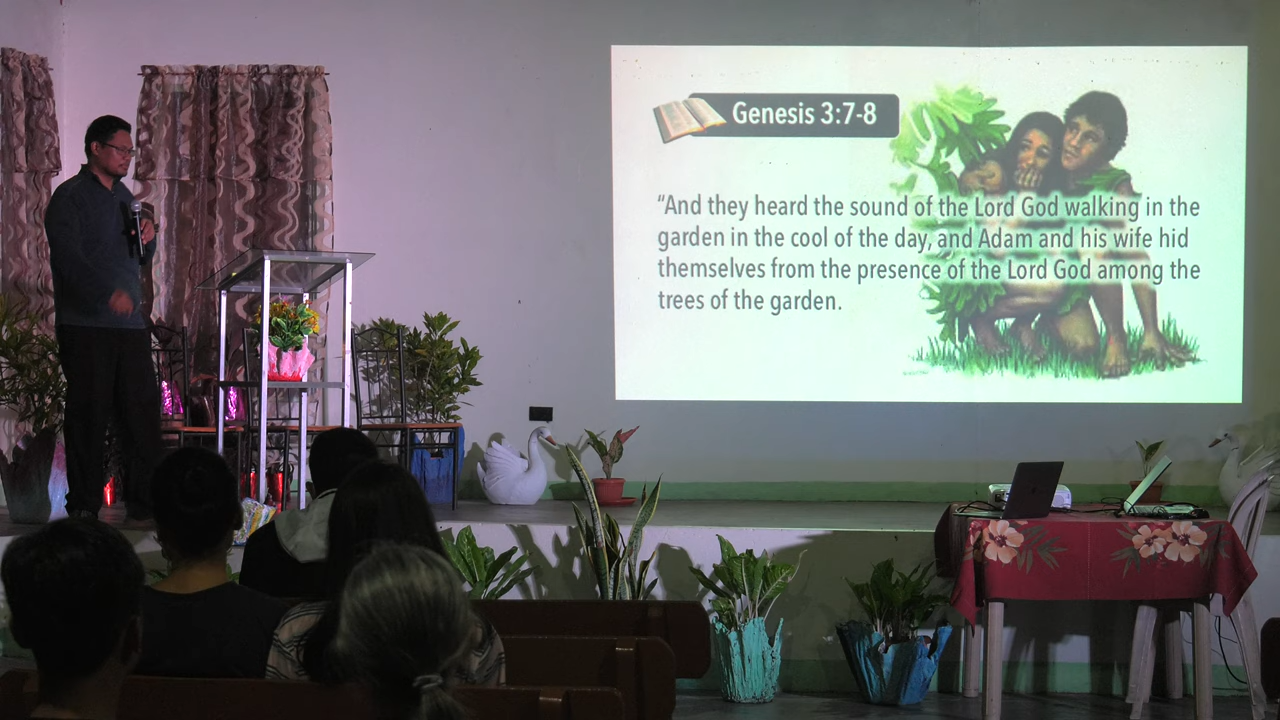 Genesis 3:7-8
“And they heard the sound of the Lord God walking in the
garden in the cool of the day, and Adam and his wife hid
themselves from the presence of the Lord God among the
trees of the garden.